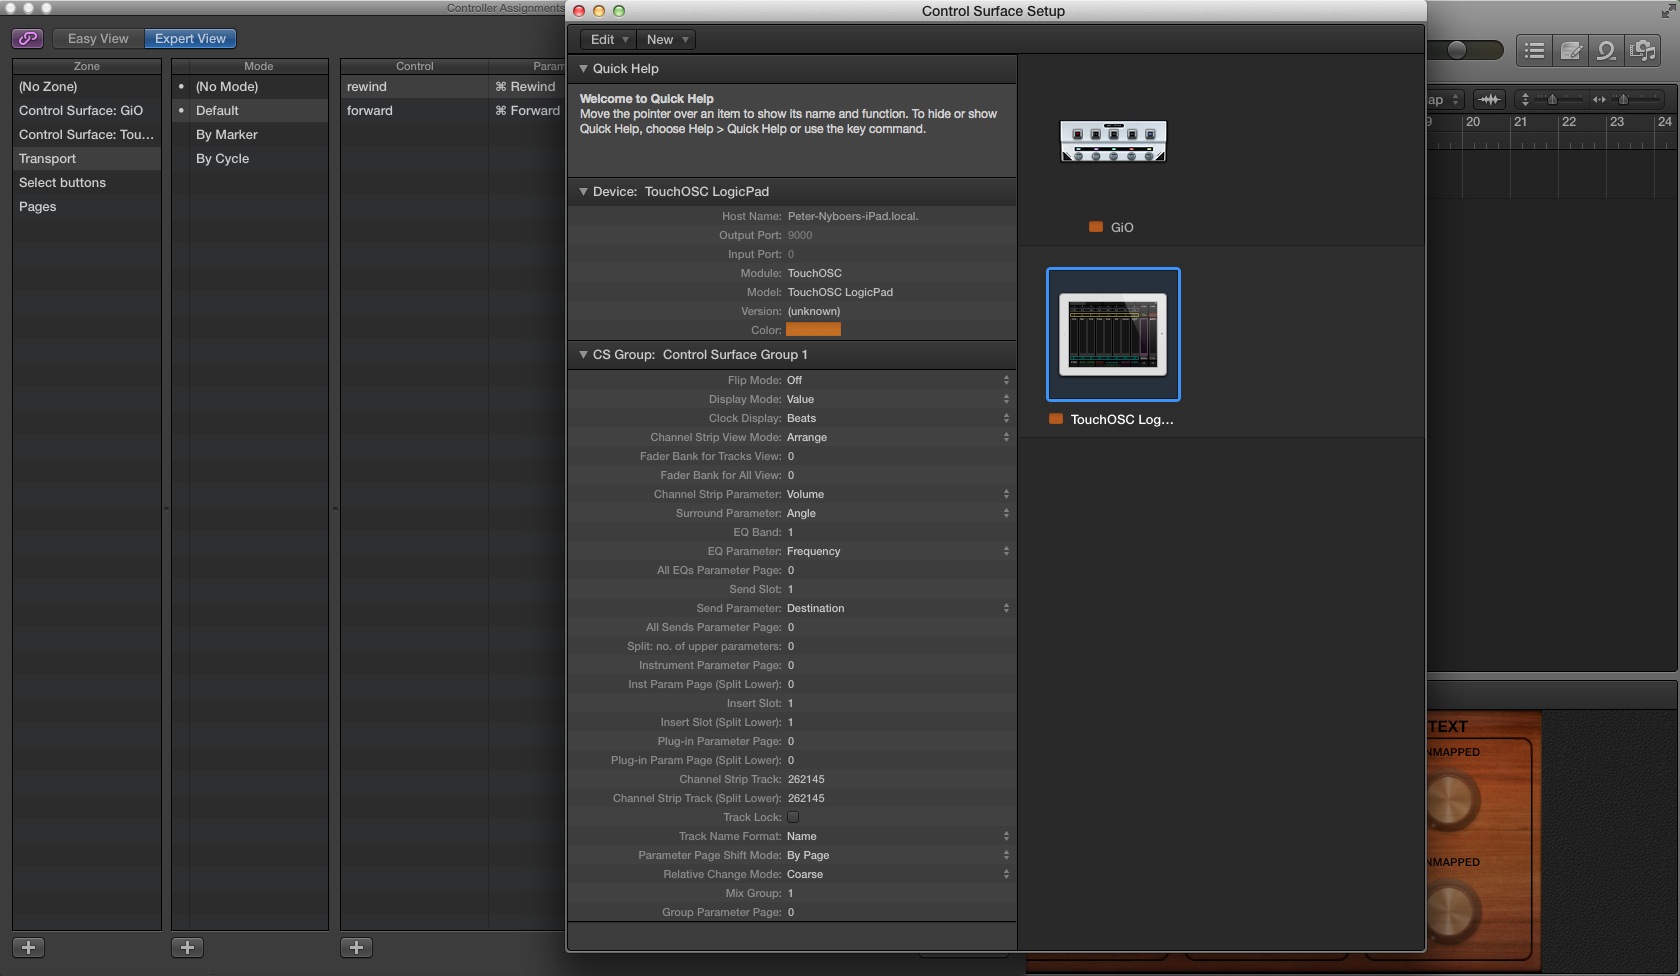 Controller Assignments
Control Surface Setup
Easy View
Expert View
Edit
New
Zone
Mode
Control
Param
(No Zone)
Control Surface: GiO
Control Surface: Tou...
Transport
Select buttons
Pages
• (No Mode)
• Default
By Marker
By Cycle
rewind ⌘ Rewind
forward ⌘ Forward
Quick Help
Welcome to Quick Help
Move the pointer over an item to show its name and function. To hide or show
Quick Help, choose Help > Quick Help or use the key command.
Device: TouchOSC LogicPad
Host Name: Peter-Nyboers-iPad.local.
Output Port: 9000
Input Port: 0
Module: TouchOSC
Model: TouchOSC LogicPad
Version: (unknown)
Color:
CS Group: Control Surface Group 1
Flip Mode: Off
Display Mode: Value
Clock Display: Beats
Channel Strip View Mode: Arrange
Fader Bank for Tracks View: 0
Fader Bank for All View: 0
Channel Strip Parameter: Volume
Surround Parameter: Angle
EQ Band: 1
EQ Parameter: Frequency
All EQs Parameter Page: 0
Send Slot: 1
Send Parameter: Destination
All Sends Parameter Page: 0
Split: no. of upper parameters: 0
Instrument Parameter Page: 0
Inst Param Page (Split Lower): 0
Insert Slot: 1
Insert Slot (Split Lower): 1
Plug-in Parameter Page: 0
Plug-in Param Page (Split Lower): 0
Channel Strip Track: 262145
Channel Strip Track (Split Lower): 262145
Track Lock:
Track Name Format: Name
Parameter Page Shift Mode: By Page
Relative Change Mode: Coarse
Mix Group: 1
Group Parameter Page: 0
GiO
TouchOSC Log...
ap
9 20 21 22 23 24
TEXT
NMAPPED
NMAPPED